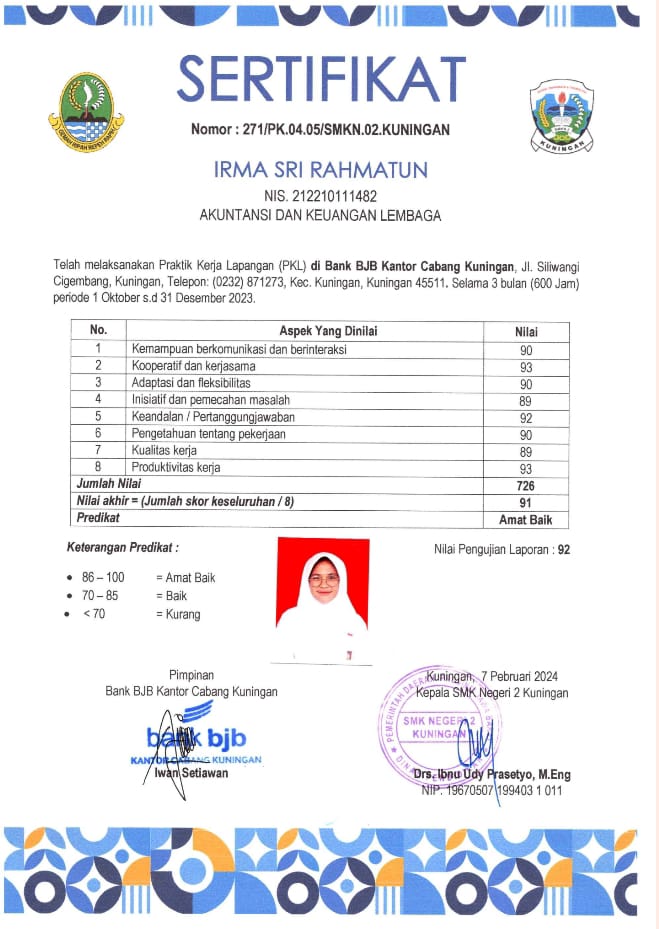 SERTIFIKAT
Nomor : 271/PK.04.05/SMKN.02.KUNINGAN
GEMAH RIPAH REPEH RAPIH
KUNINGAN
IRMA SRI RAHMATUN
NIS. 212210111482
AKUNTANSI DAN KEUANGAN LEMBAGA
Telah melaksanakan Praktik Kerja Lapangan (PKL) di Bank BJB Kantor Cabang Kuningan, Jl. Siliwangi
Cigembang, Kuningan, Telepon: (0232) 871273, Kec. Kuningan, Kuningan 45511. Selama 3 bulan (600 Jam)
periode 1 Oktober s.d 31 Desember 2023.
No. Aspek Yang Dinilai Nilai
1 Kemampuan berkomunikasi dan berinteraksi 90
2 Kooperatif dan kerjasama 93
3 Adaptasi dan fleksibilitas 90
4 Inisiatif dan pemecahan masalah 89
5 Keandalan / Pertanggungjawaban 92
6 Pengetahuan tentang pekerjaan 90
7 Kualitas kerja 89
8 Produktivitas kerja 93
Jumlah Nilai 726
Nilai akhir = (Jumlah skor keseluruhan / 8) 91
Predikat Amat Baik
Keterangan Predikat :
Nilai Pengujian Laporan : 92
• 86 – 100 = Amat Baik
• 70 – 85 = Baik
• < 70 = Kurang
Pimpinan
Bank BJB Kantor Cabang Kuningan
bank bjb
KANTOR CABANG KUNINGAN
Iwan Setiawan
Kuningan, 7 Pebruari 2024
Kepala SMK Negeri 2 Kuningan
PEMERINTAH DAERAH
SMK NEGERI 2
KUNINGAN
Drs. Ibnu Udy Prasetyo, M.Eng
NIP. 19670507 199403 1 011